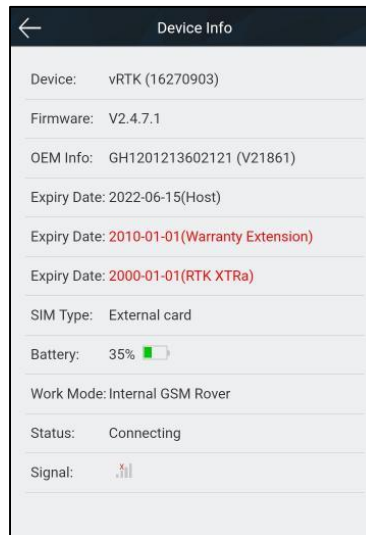 Device Info
Device: vRTK (16270903)
Firmware: V2.4.7.1
OEM Info: GH1201213602121 (V21861)
Expiry Date: 2022-06-15(Host)
Expiry Date: 2010-01-01(Warranty Extension)
Expiry Date: 2000-01-01(RTK XTRa)
SIM Type: External card
Battery: 35%
Work Mode: Internal GSM Rover
Status: Connecting
Signal: